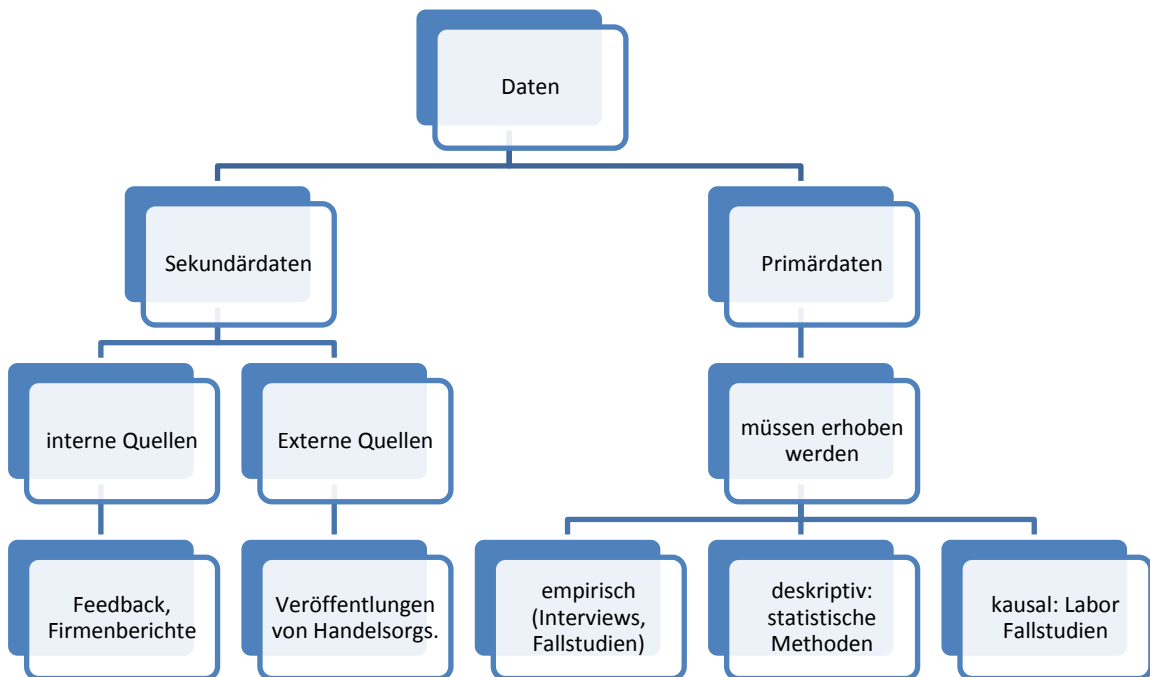 Daten
Sekundärdaten
Primärdaten
interne Quellen
Externe Quellen
müssen erhoben
werden
Feedback,
Firmenberichte
Veröffentlungen
von Handelsorgs.
empirisch
(Interviews,
Fallstudien)
deskriptiv:
statistische
Methoden
kausal: Labor
Fallstudien